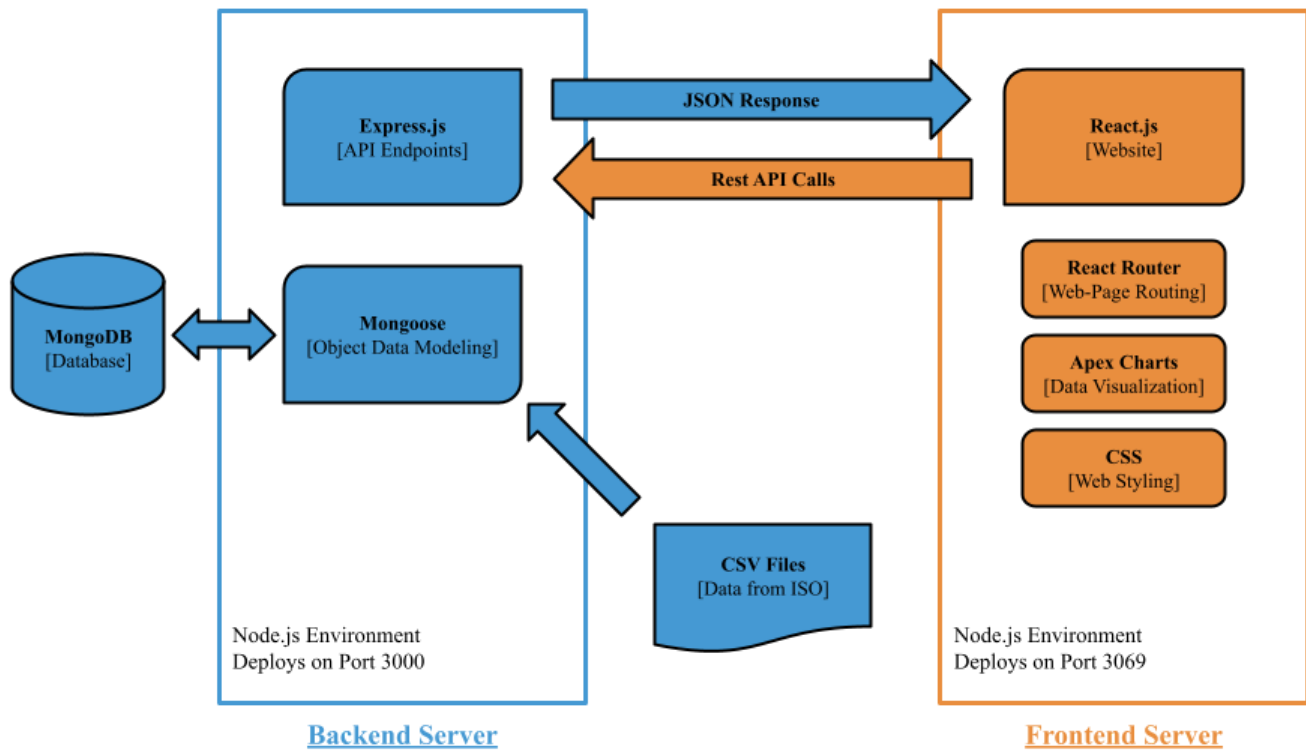 Express.js
[API Endpoints]
JSON Response
Rest API Calls
React.js
[Website]
MongoDB
[Database]
Mongoose
[Object Data Modeling]
React Router
[Web-Page Routing]
Apex Charts
[Data Visualization]
CSS
[Web Styling]
CSV Files
[Data from ISO]
Node.js Environment
Deploys on Port 3000
Node.js Environment
Deploys on Port 3069
Backend Server
Frontend Server